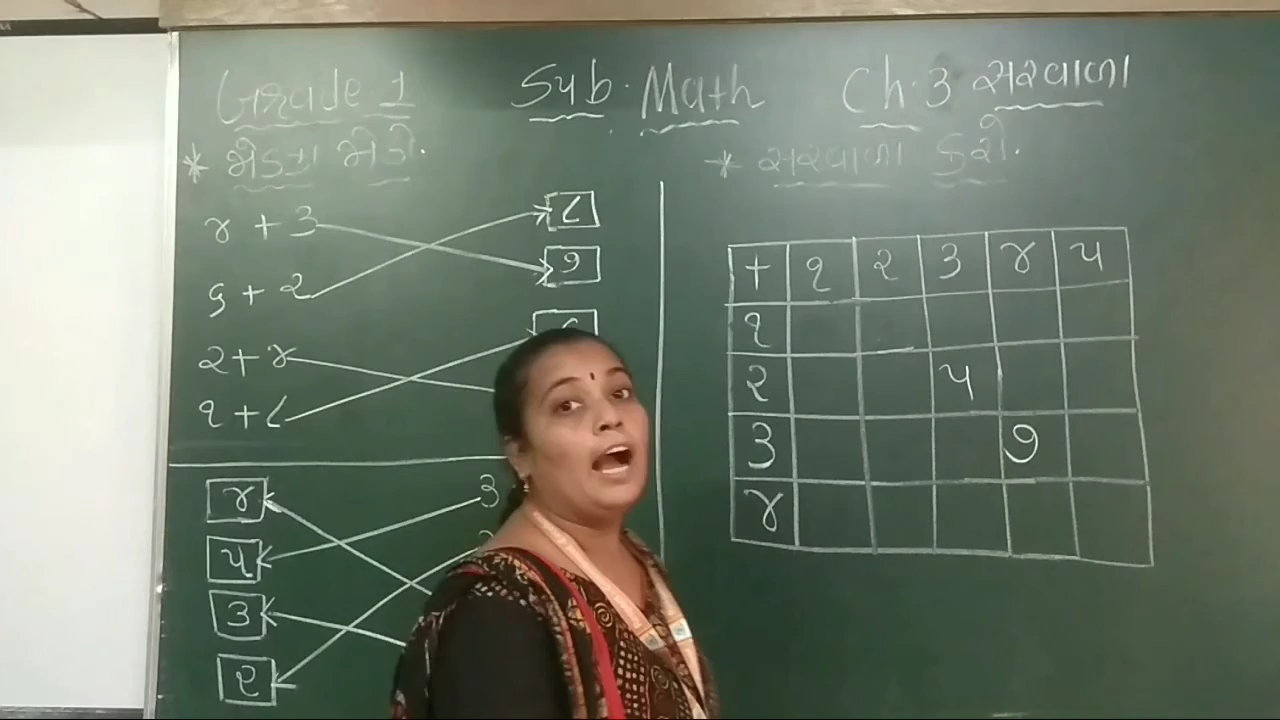 Grade 1 Sub. Math Ch:3 સરવાળા
* જોડકાં જોડો.
૪ + ૩ ૮
૬ + ૨ ૭
૨ + ૪
૧ + ૮
૪ ૩
૫
૩
૨
* સરવાળા કરો.
+ ૧ ૨ ૩ ૪ ૫
૧
૨ ૫
૩ ૭
૪